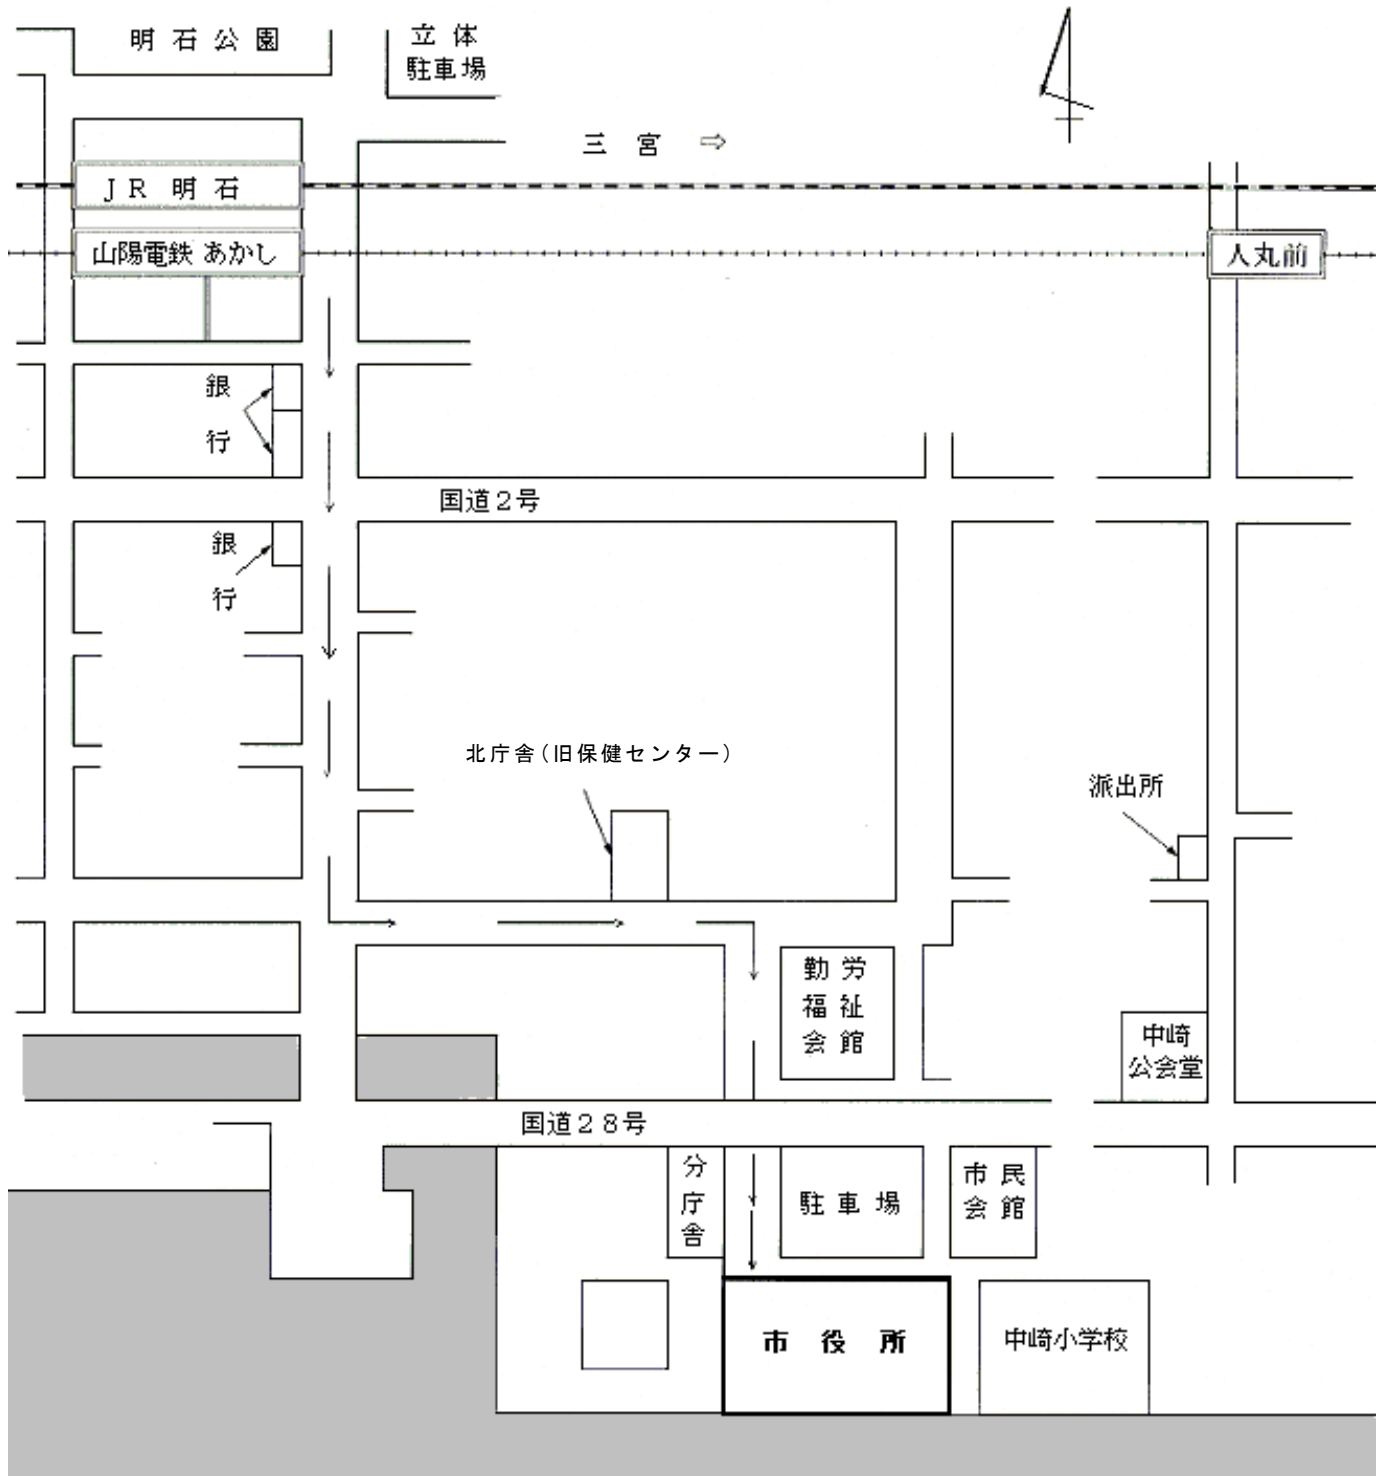 明石公園
立体
駐車場
三宮 ⇨
ＪＲ 明石
山陽電鉄 あかし
人丸前
銀
行
国道２号
銀
行
北庁舎（旧保健センター）
派出所
勤労
福祉
会館
中崎
公会堂
国道２８号
分
庁
舎
駐車場
市民
会館
市役所
中崎小学校